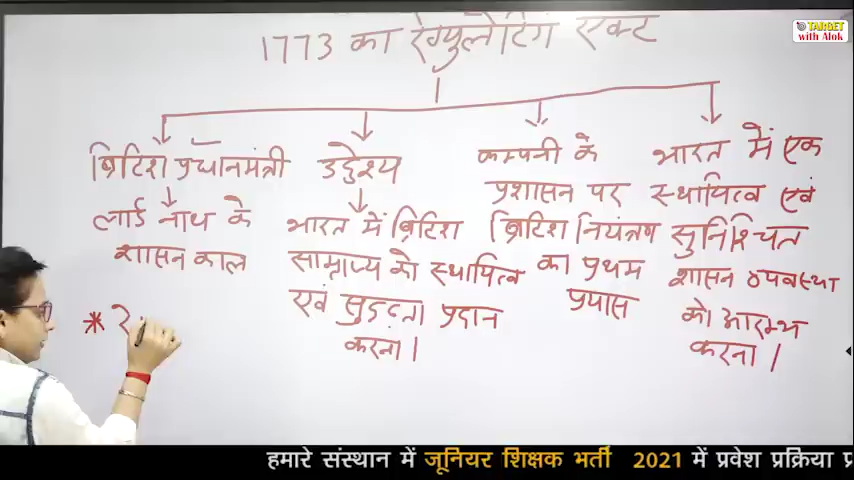 TARGET
with Alok
1773 का रेग्युलेटिंग एक्ट
ब्रिटिश प्रधानमंत्री
लार्ड नाथ के
शासन काल
उद्देश्य
भारत में ब्रिटिश
साम्राज्य को स्थायित्व
एवं सुदृढ़ता प्रदान
करना।
कम्पनी के
प्रशासन पर
ब्रिटिश नियंत्रण
का प्रथम
प्रयास
भारत में एक
स्थायित्व एवं
सुनिश्चित
शासन व्यवस्था
को आरम्भ
करना।
*
हमारे संस्थान में जूनियर शिक्षक भर्ती 2021 में प्रवेश प्रक्रिया